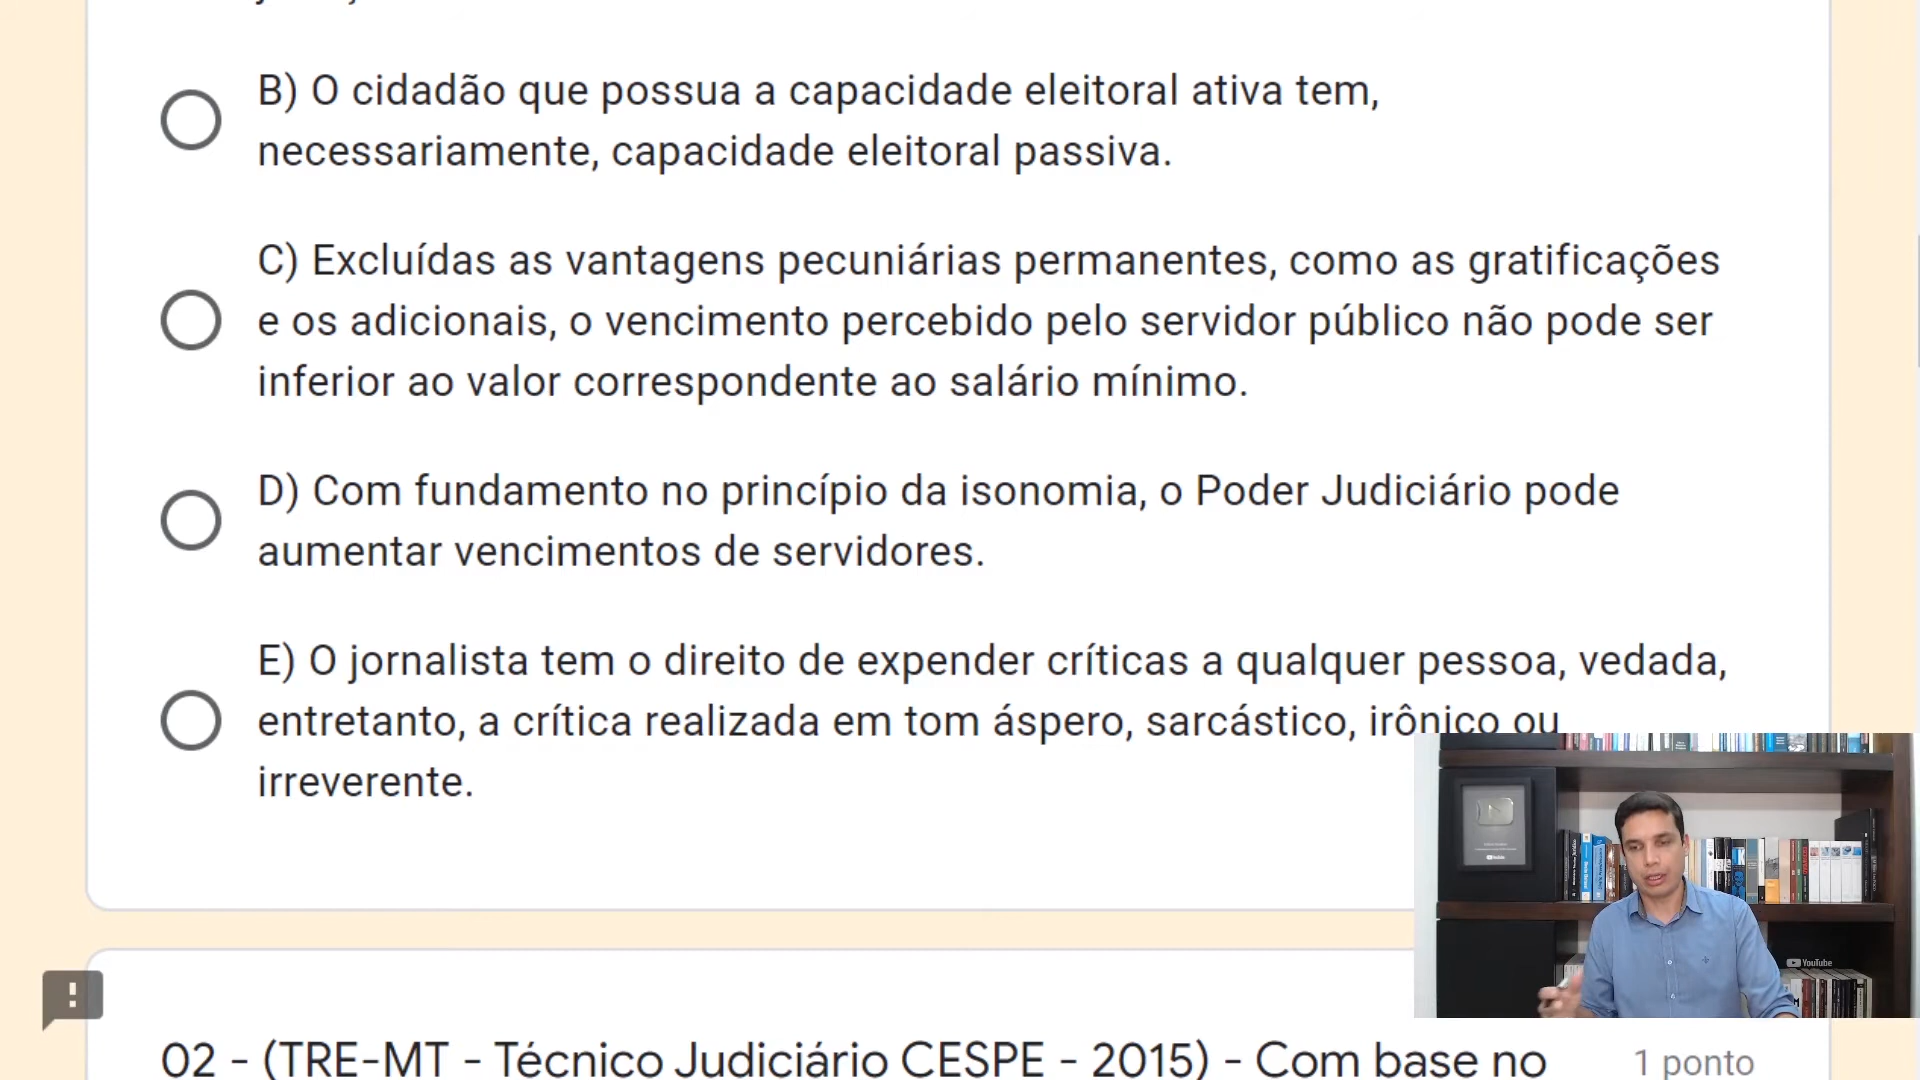 B) O cidadão que possua a capacidade eleitoral ativa tem,
necessariamente, capacidade eleitoral passiva.
C) Excluídas as vantagens pecuniárias permanentes, como as gratificações
e os adicionais, o vencimento percebido pelo servidor público não pode ser
inferior ao valor correspondente ao salário mínimo.
D) Com fundamento no princípio da isonomia, o Poder Judiciário pode
aumentar vencimentos de servidores.
E) O jornalista tem o direito de expender críticas a qualquer pessoa, vedada,
entretanto, a crítica realizada em tom áspero, sarcástico, irônico ou
irreverente.
YouTube
02 - (TRE-MT - Técnico Judiciário CESPE - 2015) - Com base no
1 ponto